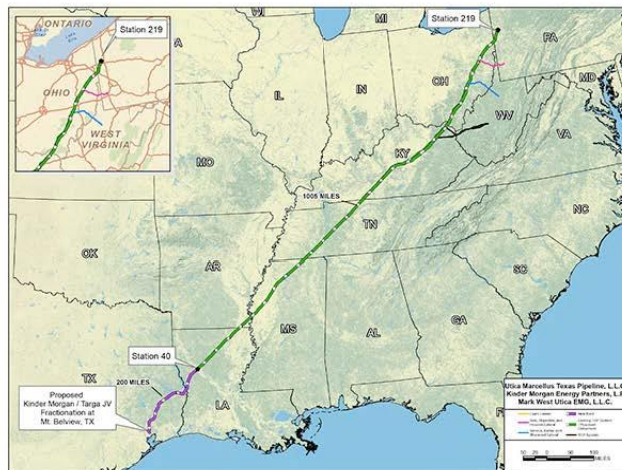 ONTARIO
Station 219
OHIO
WEST
VIRGINIA
WI
MI
Station 219
IL
IN
OH
PA
MD
WV
VA
KY
MO
1005 MILES
TN
NC
OK
AR
SC
MS
AL
GA
Station 40
TX
200 MILES
LA
Proposed
Kinder Morgan / Targa JV
Fractionation at
Mt. Belview, TX
Utica Marcellus Texas Pipeline, L.L.C.
Kinder Morgan Energy Partners, L.P.
Mark West Utica EMG, L.L.C.
MILES